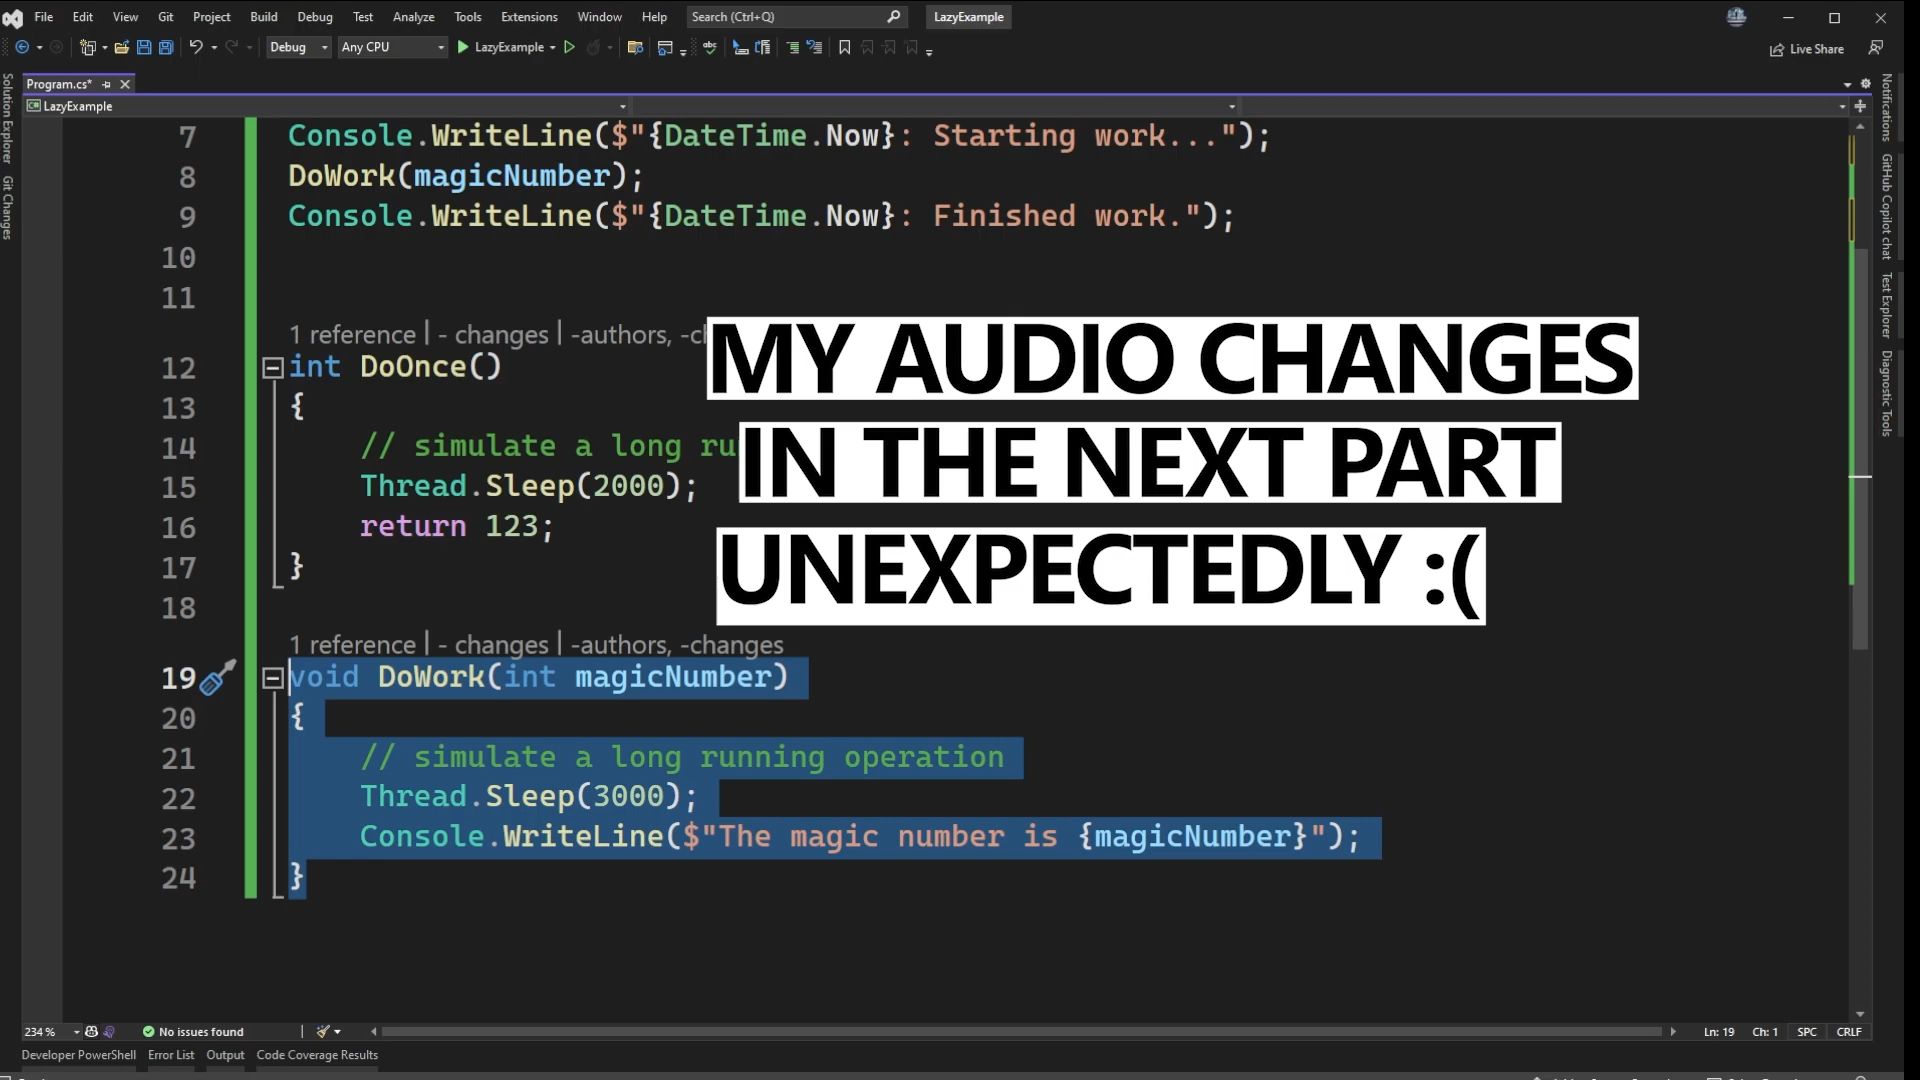 File Edit View Git Project Build Debug Test Analyze Tools Extensions Window Help Search (Ctrl+Q) LazyExample
Debug Any CPU LazyExample Live Share
Program.cs*
LazyExample
Solution Explorer
Git Changes
Notifications
GitHub Copilot chat
Test Explorer
Diagnostic Tools
7 Console.WriteLine($"{DateTime.Now}: Starting work...");
8 DoWork(magicNumber);
9 Console.WriteLine($"{DateTime.Now}: Finished work.");
10
11
1 reference | - changes | -authors, -ch
12 int DoOnce()
13 {
14 // simulate a long ru
15 Thread.Sleep(2000);
16 return 123;
17 }
18
MY AUDIO CHANGES
IN THE NEXT PART
UNEXPECTEDLY :(
1 reference | - changes | -authors, -changes
19 void DoWork(int magicNumber)
20 {
21 // simulate a long running operation
22 Thread.Sleep(3000);
23 Console.WriteLine($"The magic number is {magicNumber}");
24 }
234 % No issues found Ln: 19 Ch: 1 SPC CRLF
Developer PowerShell Error List Output Code Coverage Results